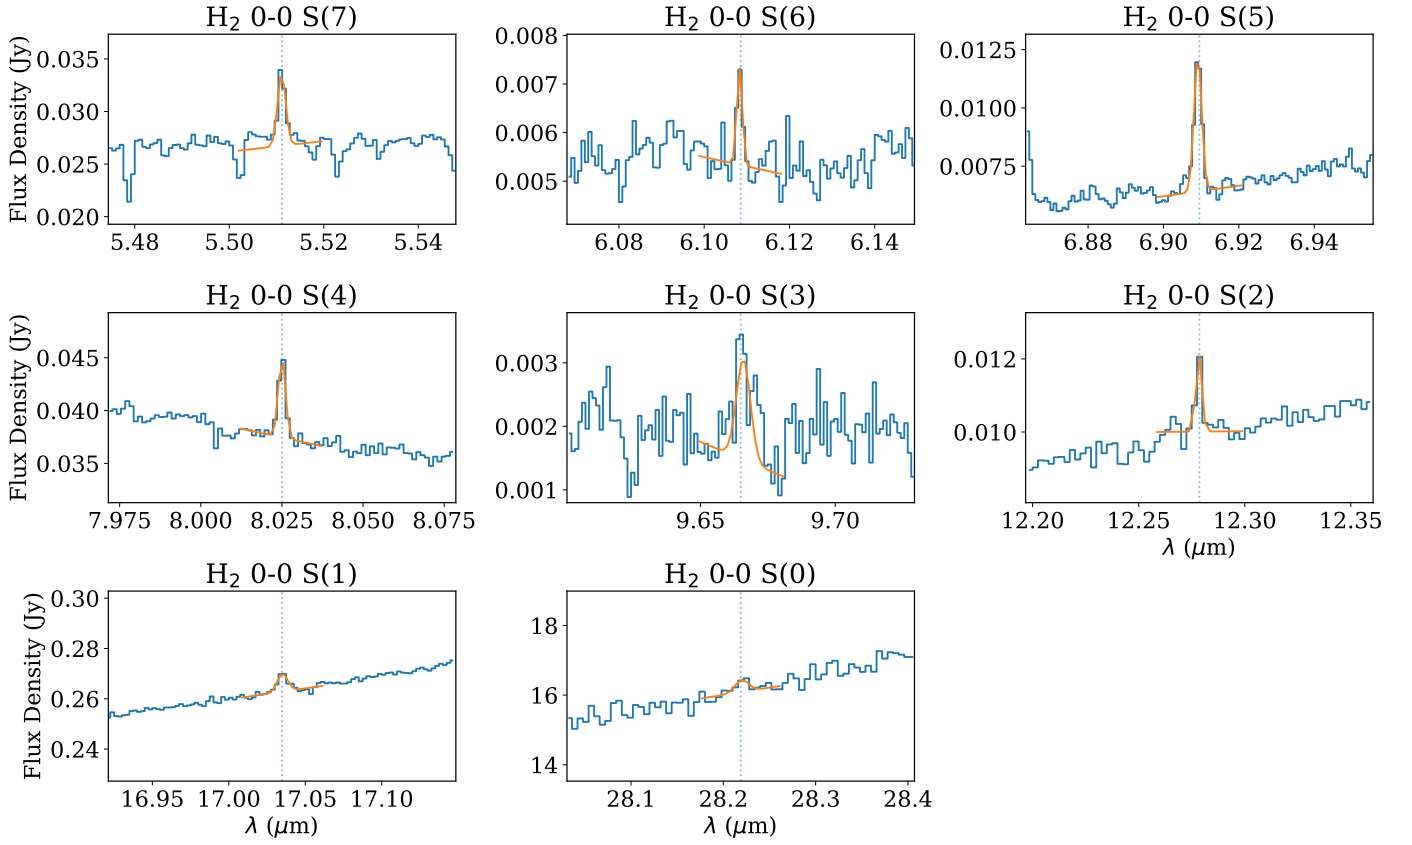 H₂ 0-0 S(7)
Flux Density (Jy)
0.035
0.030
0.025
0.020
5.48 5.50 5.52 5.54
H₂ 0-0 S(6)
0.008
0.007
0.006
0.005
6.08 6.10 6.12 6.14
H₂ 0-0 S(5)
0.0125
0.0100
0.0075
6.88 6.90 6.92 6.94
H₂ 0-0 S(4)
Flux Density (Jy)
0.045
0.040
0.035
7.975 8.000 8.025 8.050 8.075
H₂ 0-0 S(3)
0.003
0.002
0.001
9.65 9.70
H₂ 0-0 S(2)
0.012
0.010
12.20 12.25 12.30 12.35
λ (μm)
H₂ 0-0 S(1)
Flux Density (Jy)
0.30
0.28
0.26
0.24
16.95 17.00 17.05 17.10
λ (μm)
H₂ 0-0 S(0)
18
16
14
28.1 28.2 28.3 28.4
λ (μm)